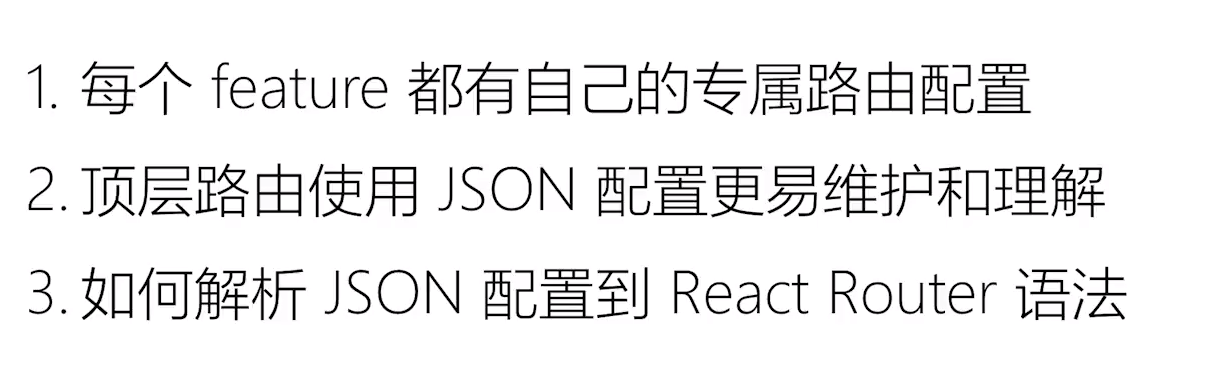 1. 每个 feature 都有自己的专属路由配置
2. 顶层路由使用 JSON 配置更易维护和理解
3. 如何解析 JSON 配置到 React Router 语法